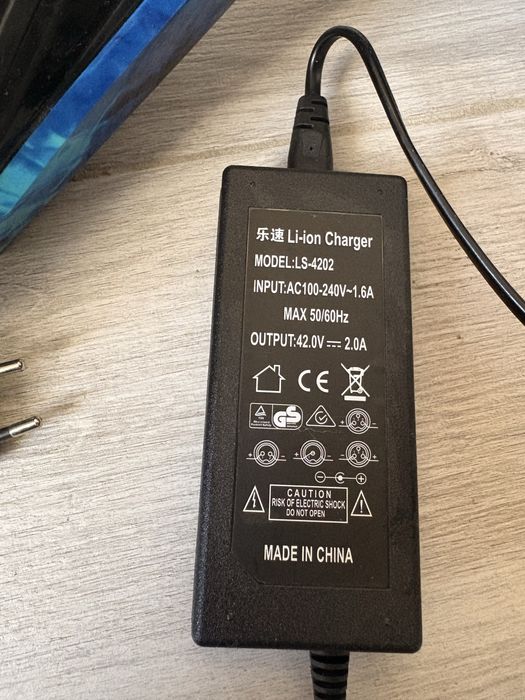 乐速 Li-ion Charger
MODEL:LS-4202
INPUT:AC100-240V~1.6A
MAX 50/60Hz
OUTPUT:42.0V⎓2.0A
CE
GS
CAUTION
RISK OF ELECTRIC SHOCK
DO NOT OPEN
MADE IN CHINA